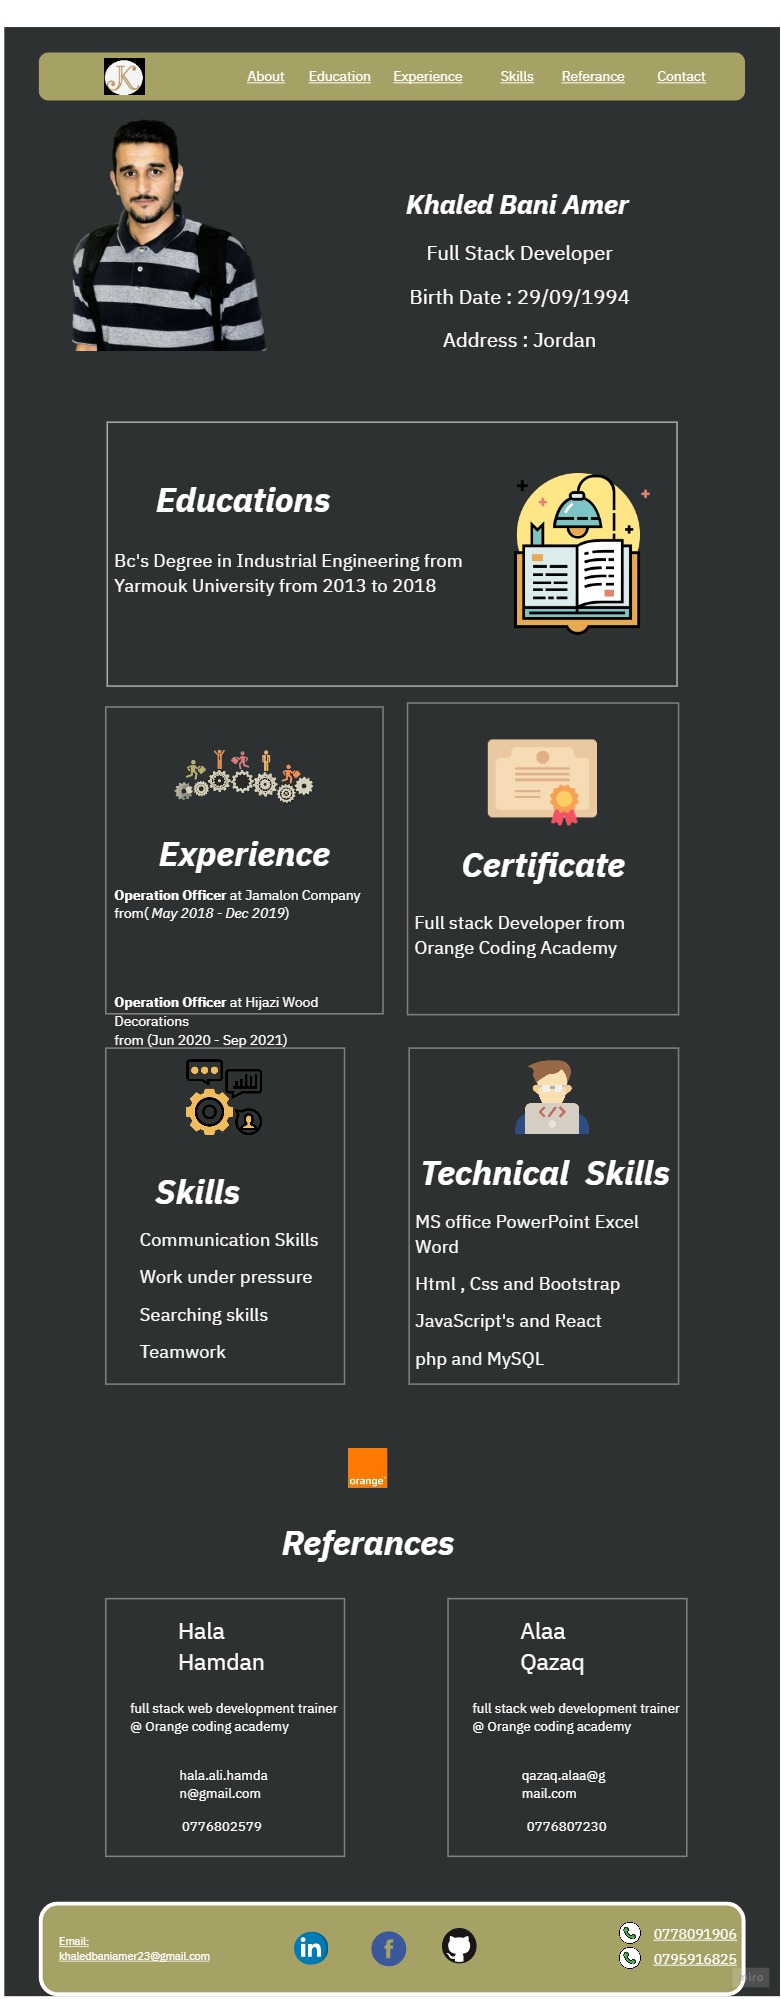 JK
About Education Experience Skills Referance Contact
Khaled Bani Amer
Full Stack Developer
Birth Date : 29/09/1994
Address : Jordan
Educations
Bc's Degree in Industrial Engineering from
Yarmouk University from 2013 to 2018
Experience
Operation Officer at Jamalon Company
from( May 2018 - Dec 2019)
Operation Officer at Hijazi Wood
Decorations
from (Jun 2020 - Sep 2021)
Certificate
Full stack Developer from
Orange Coding Academy
Skills
Communication Skills
Work under pressure
Searching skills
Teamwork
</>
Technical  Skills
MS office PowerPoint Excel
Word
Html , Css and Bootstrap
JavaScript's and React
php and MySQL
orange
Referances
Hala
Hamdan
full stack web development trainer
@ Orange coding academy
hala.ali.hamda
n@gmail.com
0776802579
Alaa
Qazaq
full stack web development trainer
@ Orange coding academy
qazaq.alaa@g
mail.com
0776807230
Email:
khaledbaniamer23@gmail.com
in
f
0778091906
0795916825
miro